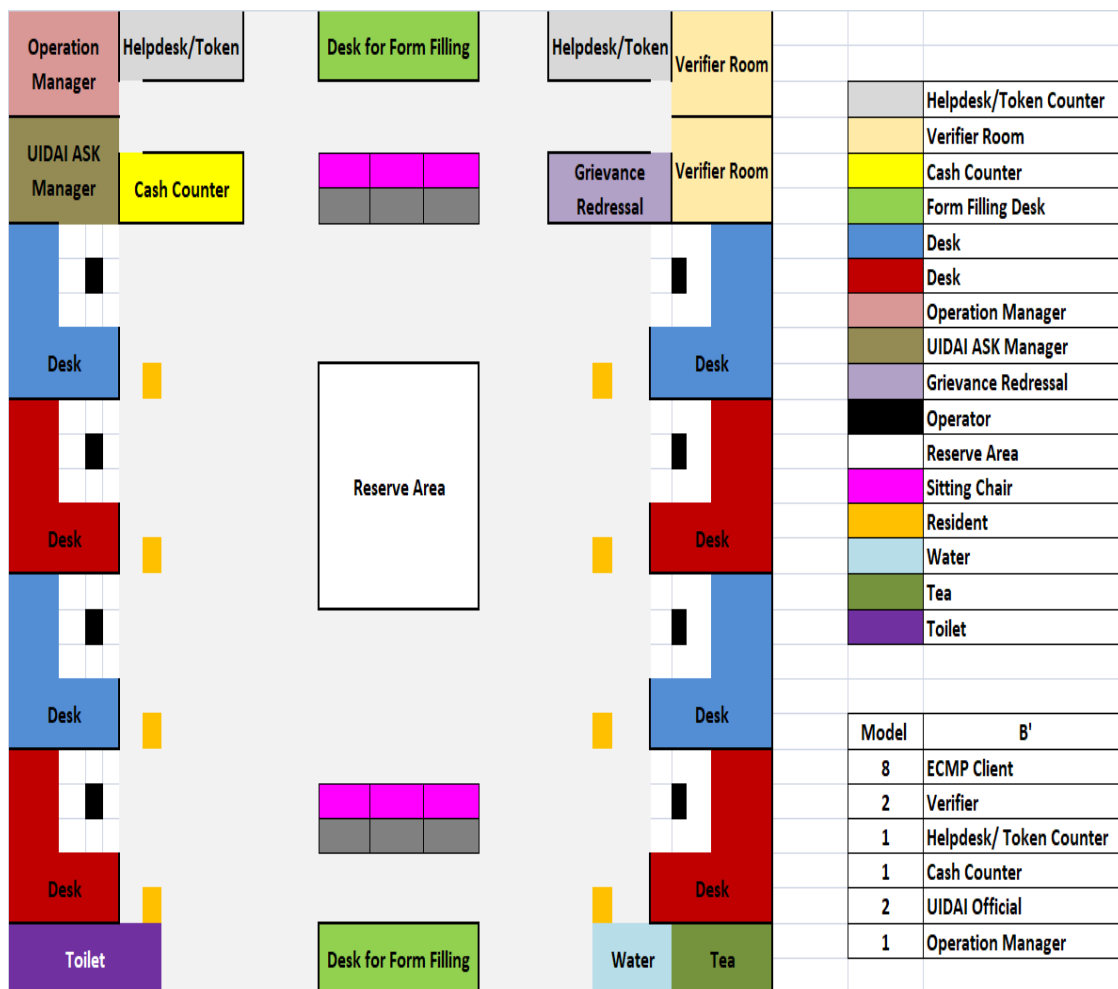 Operation
Manager
Helpdesk/Token
Desk for Form Filling
Helpdesk/Token
Verifier Room
UIDAI ASK
Manager
Cash Counter
Grievance
Redressal
Verifier Room
Desk
Desk
Desk
Reserve Area
Desk
Desk
Desk
Desk
Desk
Toilet
Desk for Form Filling
Water
Tea
Helpdesk/Token Counter
Verifier Room
Cash Counter
Form Filling Desk
Desk
Desk
Operation Manager
UIDAI ASK Manager
Grievance Redressal
Operator
Reserve Area
Sitting Chair
Resident
Water
Tea
Toilet
Model B'
8 ECMP Client
2 Verifier
1 Helpdesk/ Token Counter
1 Cash Counter
2 UIDAI Official
1 Operation Manager